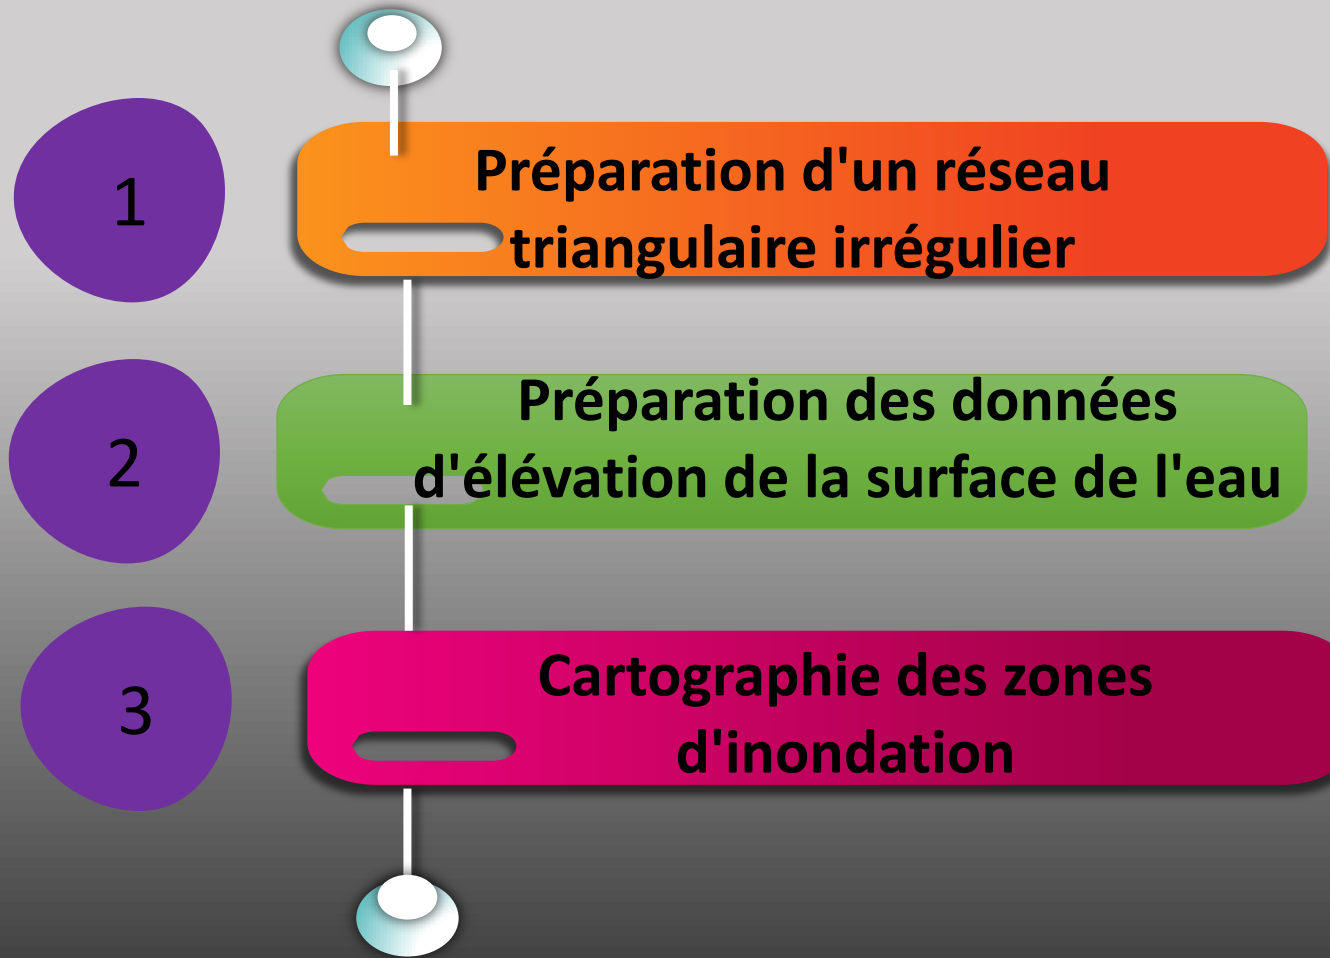 1
Préparation d'un réseau
triangulaire irrégulier
2
Préparation des données
d'élévation de la surface de l'eau
3
Cartographie des zones
d'inondation